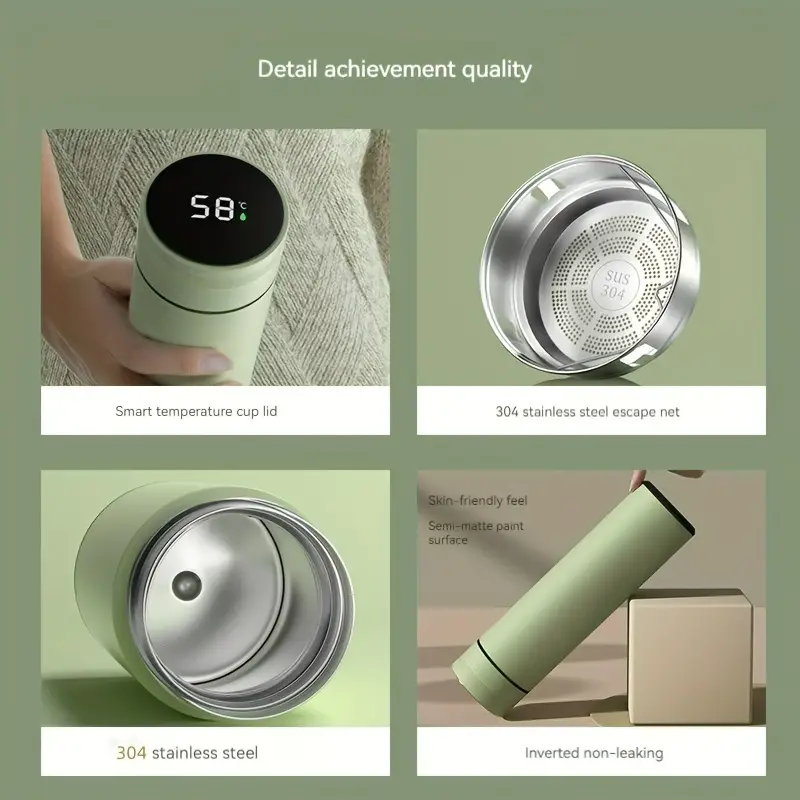 Detail achievement quality
58°C
Smart temperature cup lid
sus
304
304 stainless steel escape net
304 stainless steel
Skin-friendly feel
Semi-matte paint
surface
Inverted non-leaking